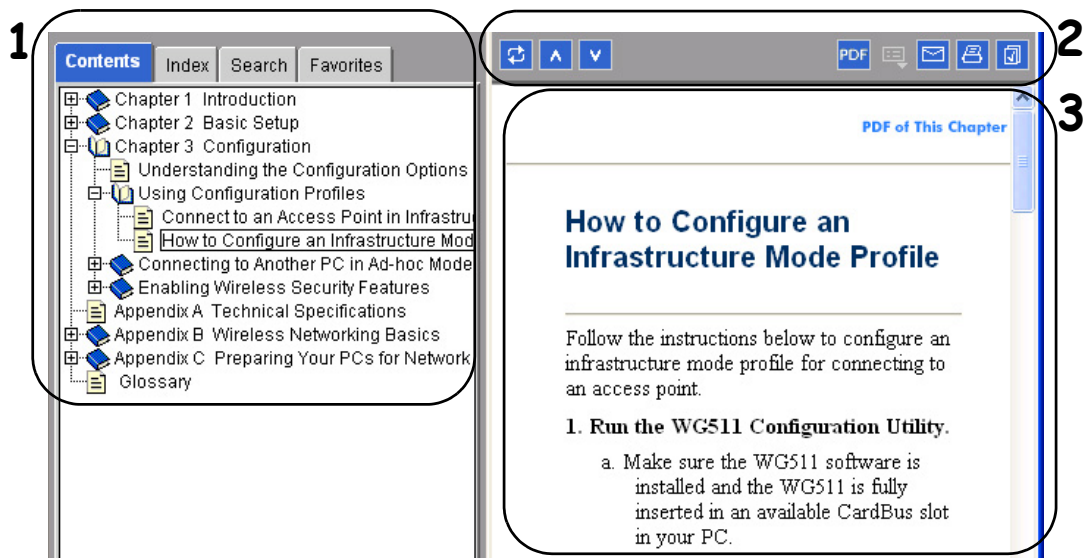 1
Contents Index Search Favorites
Chapter 1 Introduction
Chapter 2 Basic Setup
Chapter 3 Configuration
Understanding the Configuration Options
Using Configuration Profiles
Connect to an Access Point in Infrastru
How to Configure an Infrastructure Mod
Connecting to Another PC in Ad-hoc Mode
Enabling Wireless Security Features
Appendix A Technical Specifications
Appendix B Wireless Networking Basics
Appendix C Preparing Your PCs for Network
Glossary
2
PDF
3
PDF of This Chapter
How to Configure an
Infrastructure Mode Profile
Follow the instructions below to configure an
infrastructure mode profile for connecting to
an access point.
1. Run the WG511 Configuration Utility.
a. Make sure the WG511 software is
installed and the WG511 is fully
inserted in an available CardBus slot
in your PC.